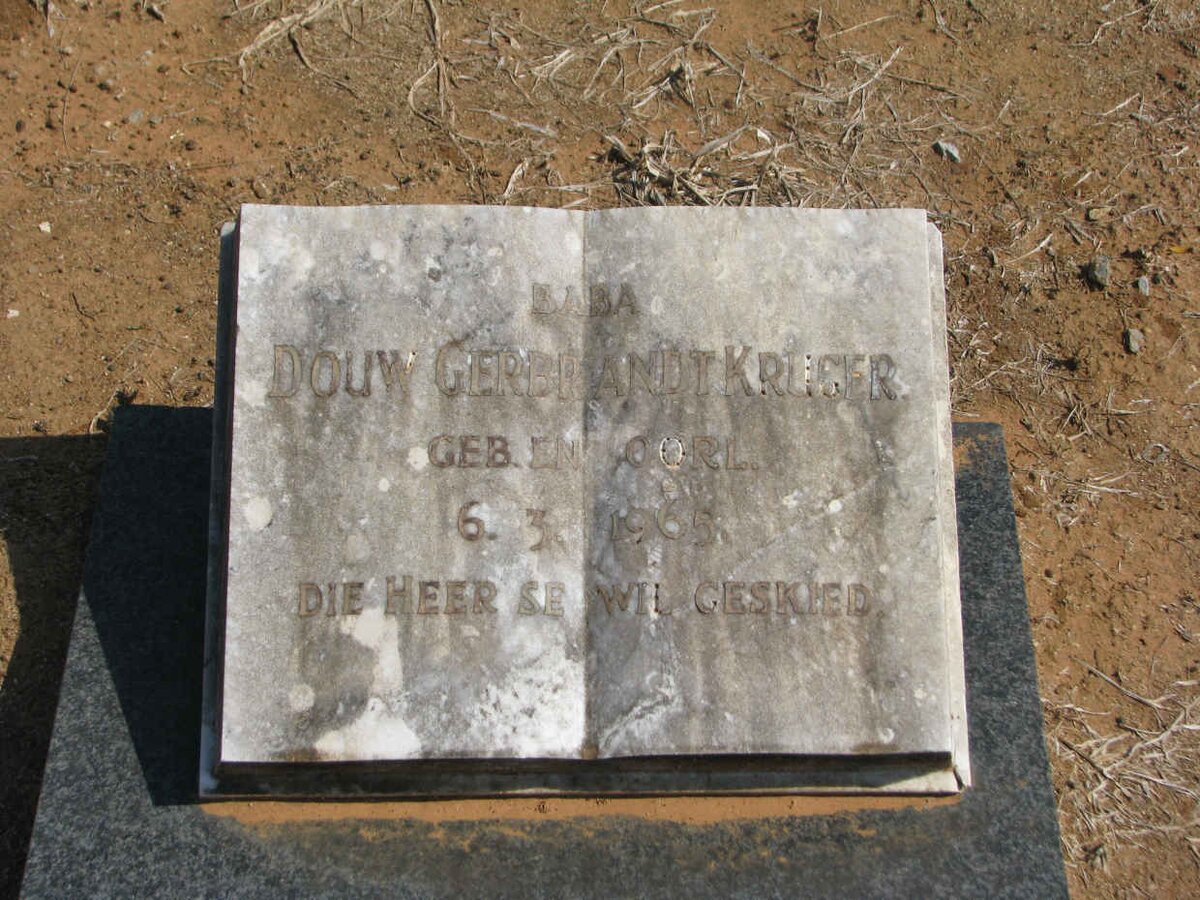 BABA
DOUW GERBRANDT KRUGER.
GEB. EN OORL.
6. 3. 1965.
DIE HEER SE WIL GESKIED.